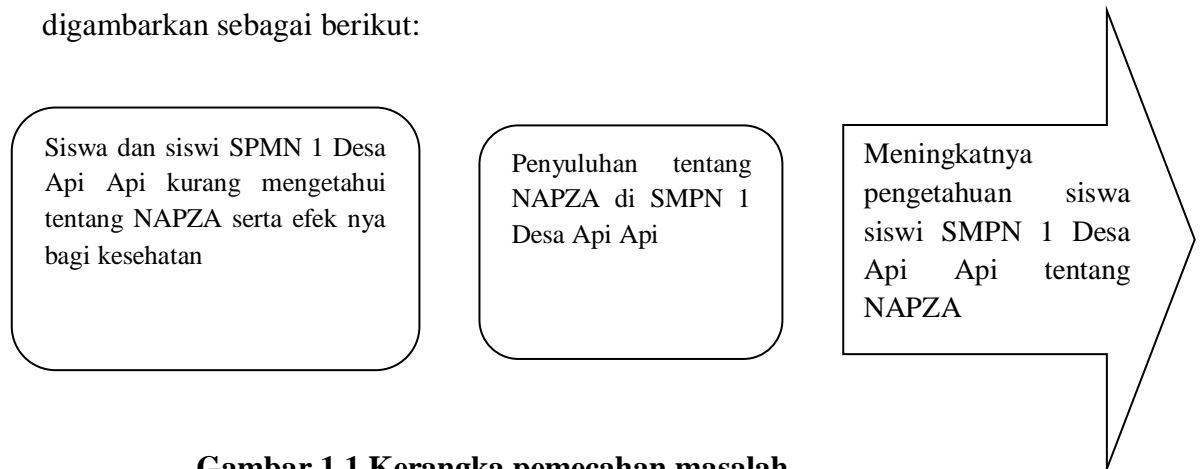 digambarkan sebagai berikut:
Siswa dan siswi SPMN 1 Desa
Api Api kurang mengetahui
tentang NAPZA serta efek nya
bagi kesehatan
Penyuluhan tentang
NAPZA di SMPN 1
Desa Api Api
Meningkatnya
pengetahuan siswa
siswi SMPN 1 Desa
Api Api tentang
NAPZA
Gambar 1.1 Kerangka pemecahan masalah